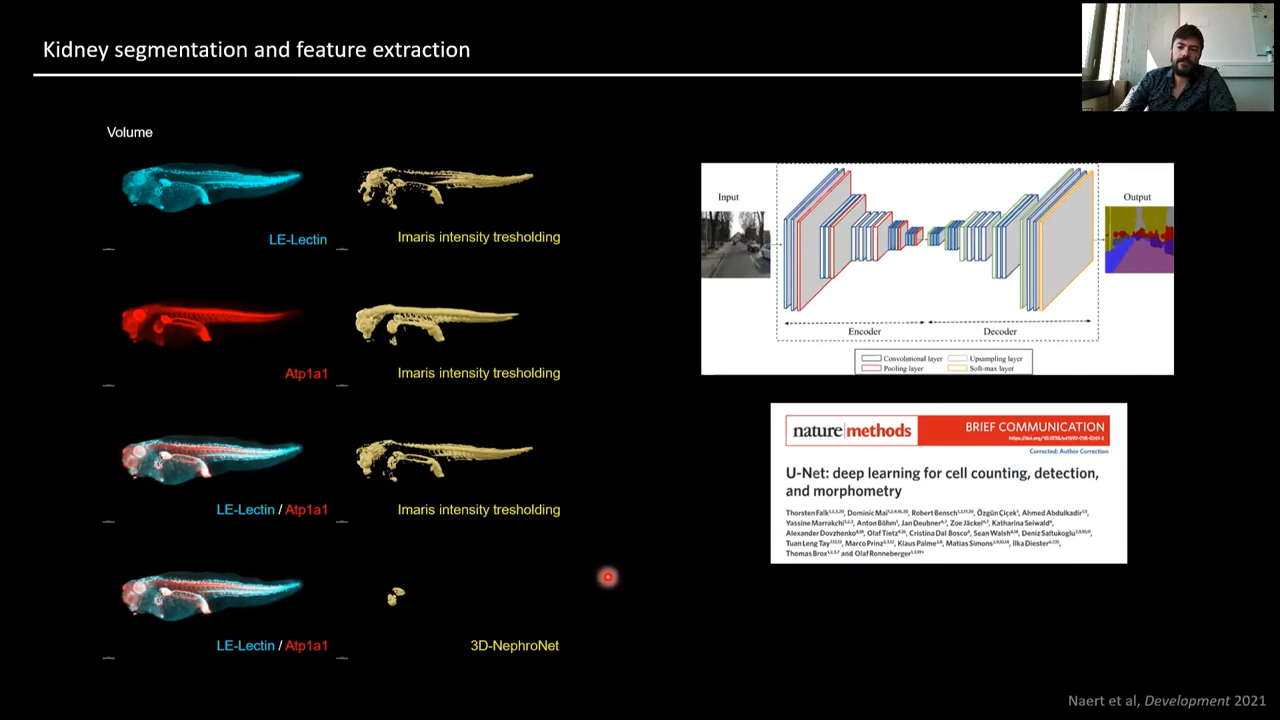 Kidney segmentation and feature extraction
Volume
LE-Lectin
Imaris intensity tresholding
Atp1a1
Imaris intensity tresholding
LE-Lectin / Atp1a1
Imaris intensity tresholding
LE-Lectin / Atp1a1
3D-NephroNet
Input
Output
Encoder
Decoder
Convolutional layer
Upsampling layer
Pooling layer
Soft-max layer
nature|methods
BRIEF COMMUNICATION
Corrected: Author Correction
U-Net: deep learning for cell counting, detection,
and morphometry
Thorsten Falk, Dominic Mai, Robert Bensch, Özgün Çiçek, Ahmed Abdulkadir,
Yassine Marrakchi, Anton Böhm, Jan Deubner, Zoe Jäckel, Katharina Seiwald,
Alexander Dovzhenko, Olaf Tietz, Cristina Dal Bosco, Sean Walsh, Deniz Saltukoglu,
Tuan Leng Tay, Marco Prinz, Klaus Palme, Matias Simons, Ilka Diester,
Thomas Brox and Olaf Ronneberger
Naert et al, Development 2021